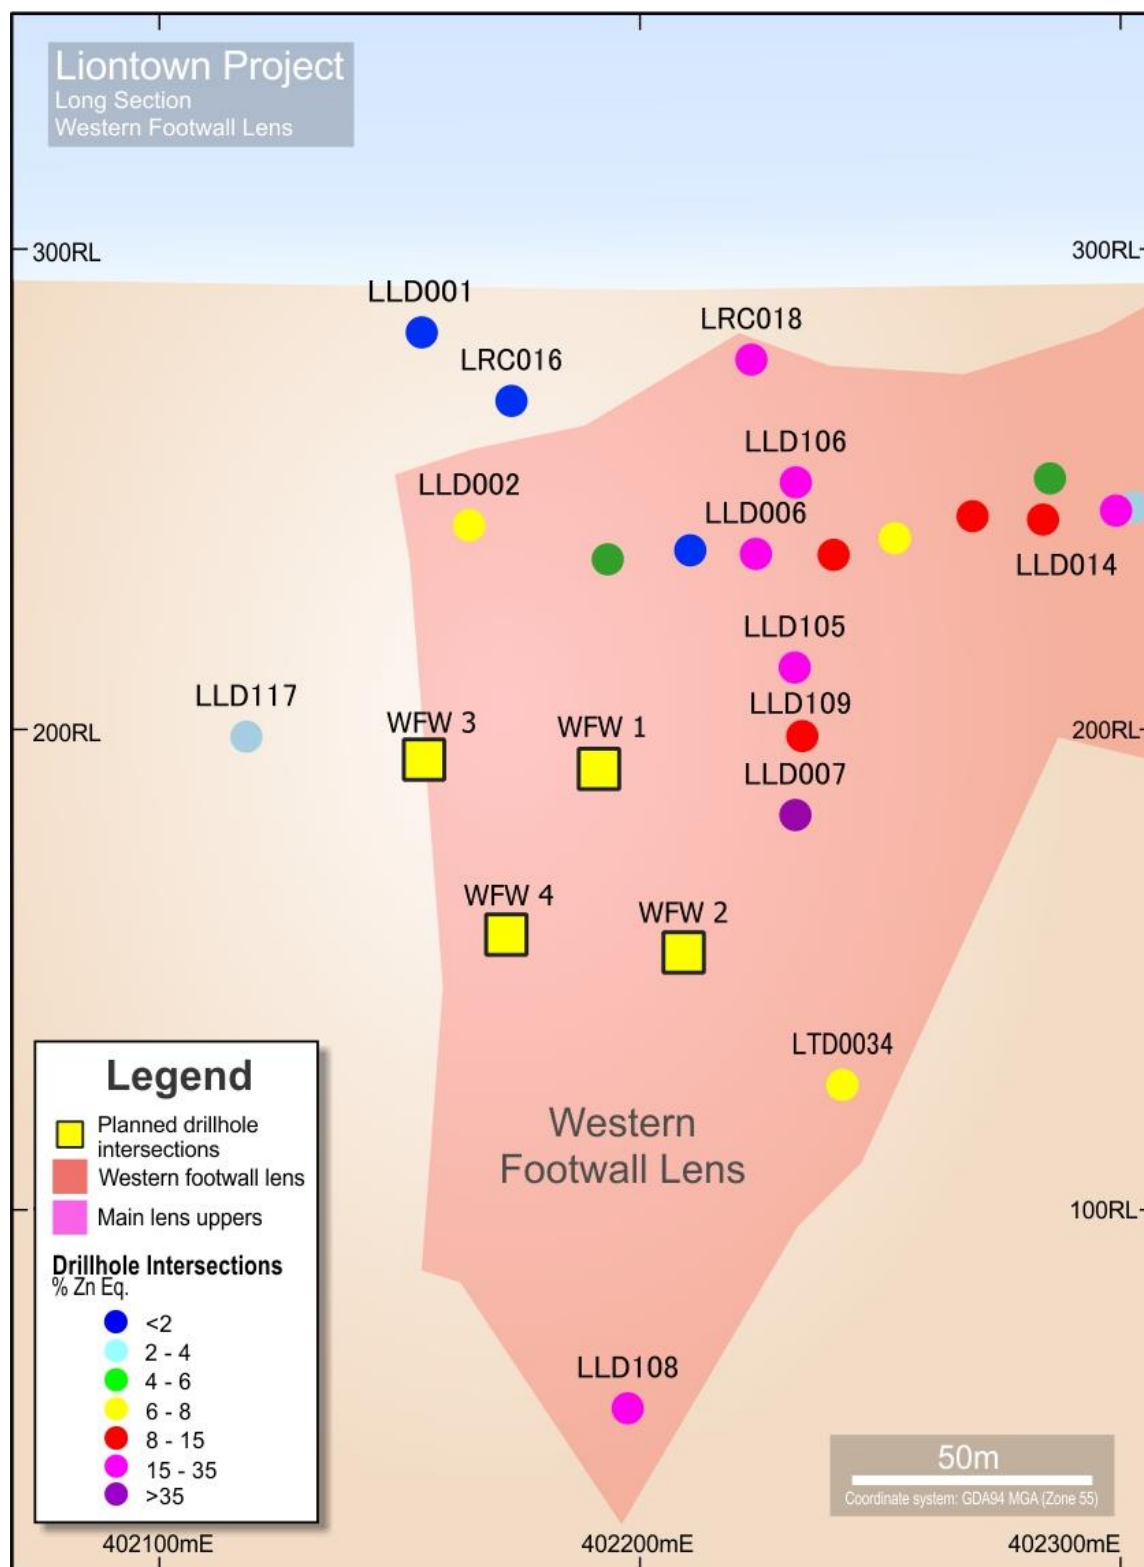 Liontown Project
Long Section
Western Footwall Lens
300RL
300RL
LLD001
LRC018
LRC016
LLD106
LLD002
LLD006
LLD014
LLD105
LLD117
LLD109
WFW 3
WFW 1
200RL
200RL
LLD007
WFW 4
WFW 2
LTD0034
Western
Footwall Lens
100RL
Legend
Planned drillhole
intersections
Western footwall lens
Main lens uppers
Drillhole Intersections
% Zn Eq.
<2
2 - 4
4 - 6
6 - 8
8 - 15
15 - 35
>35
LLD108
50m
Coordinate system: GDA94 MGA (Zone 55)
402100mE
402200mE
402300mE